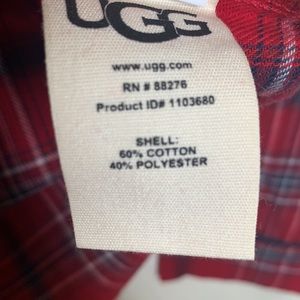 UGG
www.ugg.com
RN # 88276
Product ID# 1103680
SHELL:
60% COTTON
40% POLYESTER